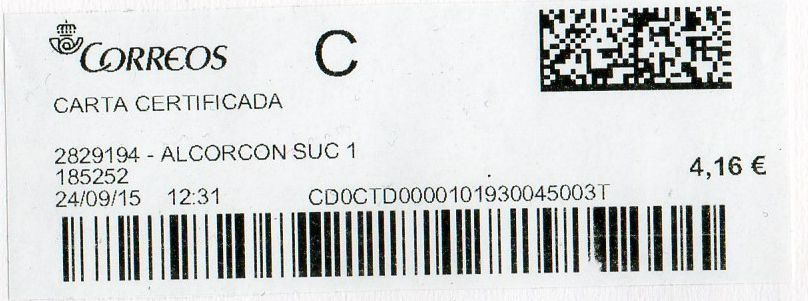 CORREOS
C
CARTA CERTIFICADA
2829194 - ALCORCON SUC 1
185252
4,16 €
24/09/15 12:31 CD0CTD0000101930045003T